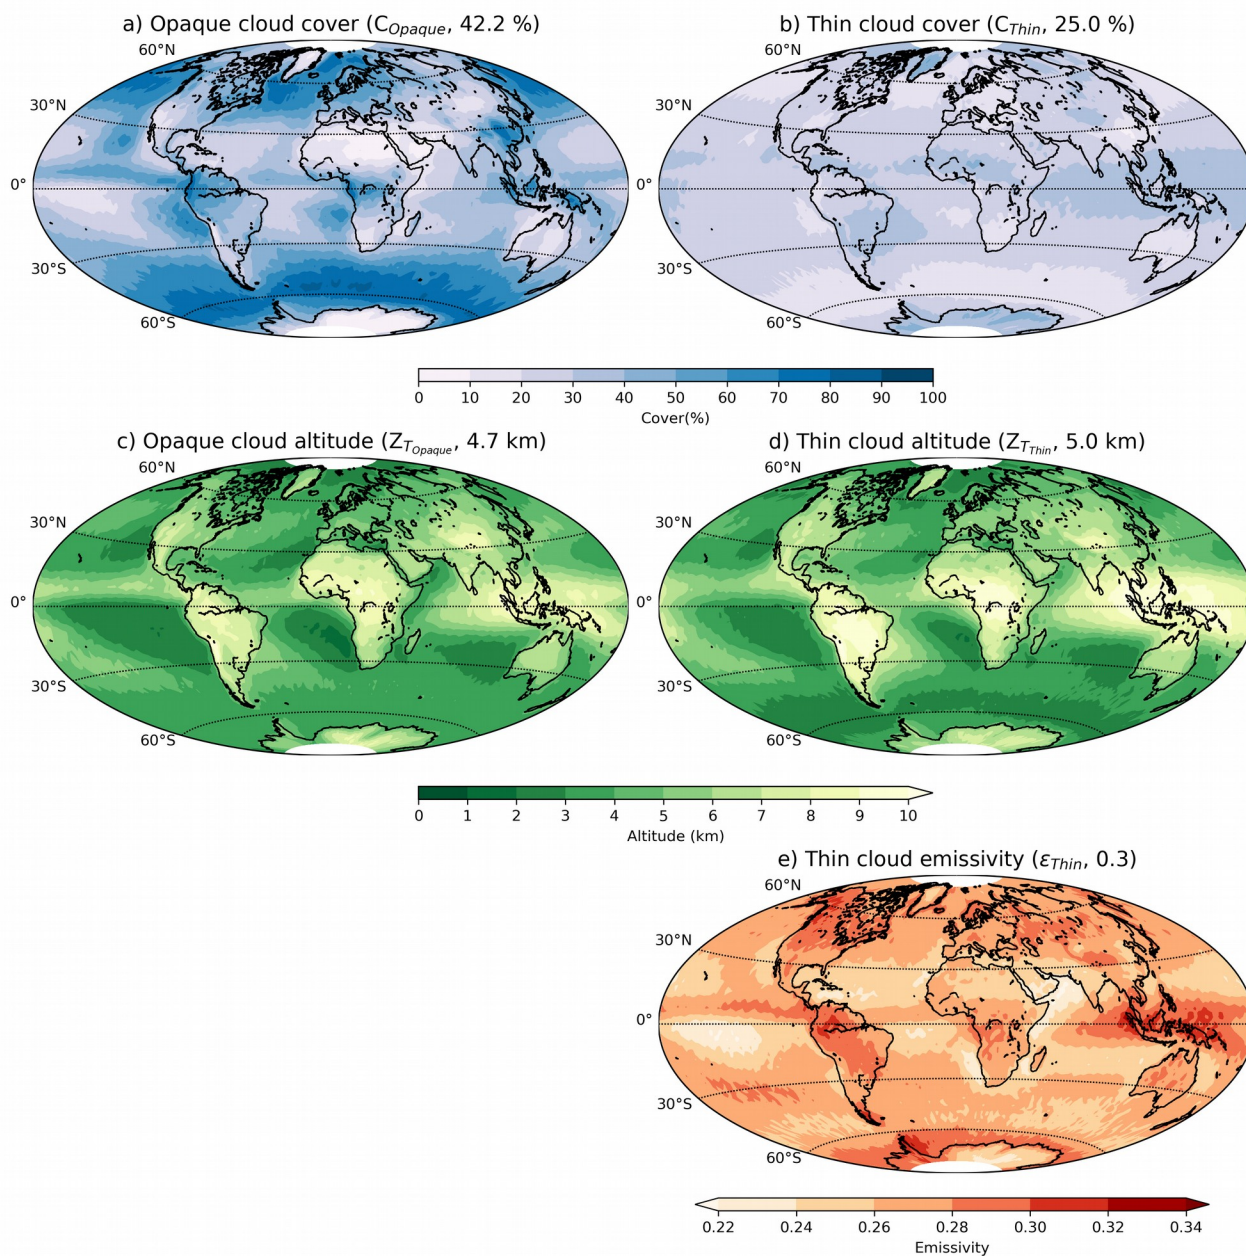 a) Opaque cloud cover (C_Opaque, 42.2 %)
b) Thin cloud cover (C_Thin, 25.0 %)
60°N
30°N
0°
30°S
60°S
60°N
30°N
0°
30°S
60°S
0 10 20 30 40 50 60 70 80 90 100
Cover(%)
c) Opaque cloud altitude (Z_T_Opaque, 4.7 km)
d) Thin cloud altitude (Z_T_Thin, 5.0 km)
60°N
30°N
0°
30°S
60°S
60°N
30°N
0°
30°S
60°S
0 1 2 3 4 5 6 7 8 9 10
Altitude (km)
e) Thin cloud emissivity (ε_Thin, 0.3)
60°N
30°N
0°
30°S
60°S
0.22 0.24 0.26 0.28 0.30 0.32 0.34
Emissivity